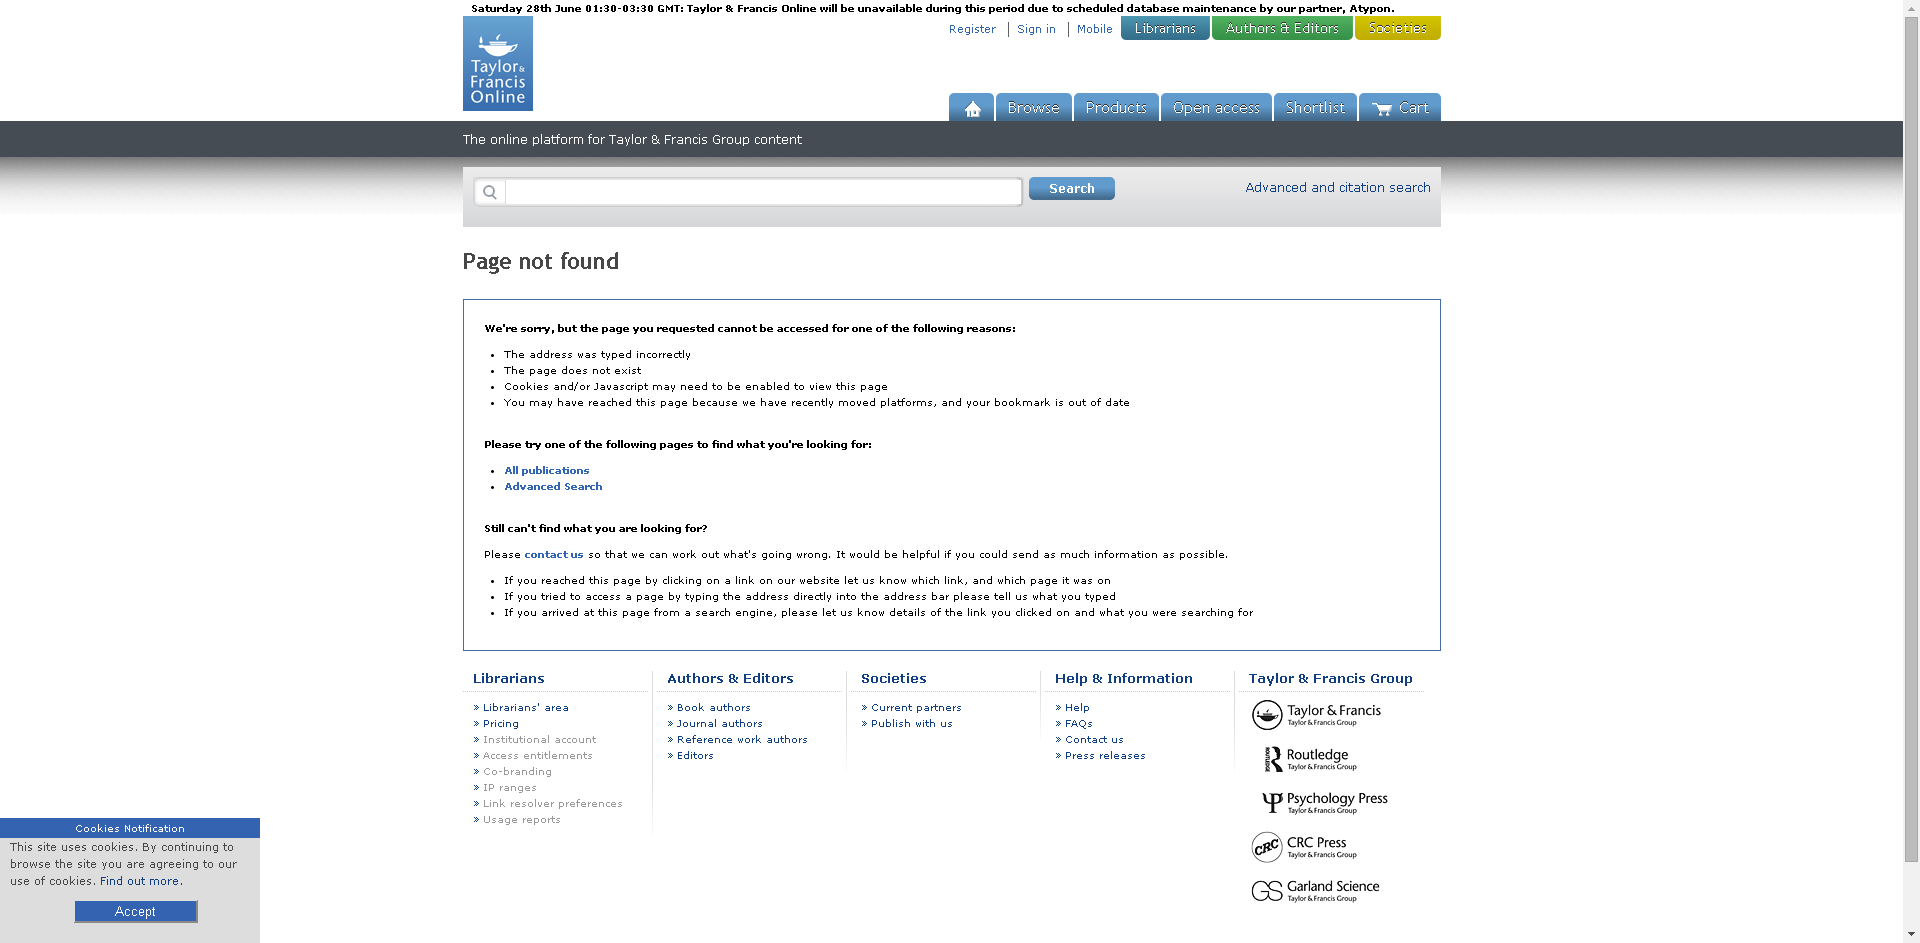 Saturday 28th June 01:30-03:30 GMT: Taylor & Francis Online will be unavailable during this period due to scheduled database maintenance by our partner, Atypon.
Taylor &
Francis
Online
Register
Sign in
Mobile
Librarians
Authors & Editors
Societies
Browse
Products
Open access
Shortlist
Cart
The online platform for Taylor & Francis Group content
Search
Advanced and citation search
Page not found
We're sorry, but the page you requested cannot be accessed for one of the following reasons:
• The address was typed incorrectly
• The page does not exist
• Cookies and/or Javascript may need to be enabled to view this page
• You may have reached this page because we have recently moved platforms, and your bookmark is out of date
Please try one of the following pages to find what you're looking for:
• All publications
• Advanced Search
Still can't find what you are looking for?
Please contact us so that we can work out what's going wrong. It would be helpful if you could send as much information as possible.
• If you reached this page by clicking on a link on our website let us know which link, and which page it was on
• If you tried to access a page by typing the address directly into the address bar please tell us what you typed
• If you arrived at this page from a search engine, please let us know details of the link you clicked on and what you were searching for
Librarians
» Librarians' area
» Pricing
» Institutional account
» Access entitlements
» Co-branding
» IP ranges
» Link resolver preferences
» Usage reports
Authors & Editors
» Book authors
» Journal authors
» Reference work authors
» Editors
Societies
» Current partners
» Publish with us
Help & Information
» Help
» FAQs
» Contact us
» Press releases
Taylor & Francis Group
Taylor & Francis
Taylor & Francis Group
ROUTLEDGE
Routledge
Taylor & Francis Group
Psychology Press
Taylor & Francis Group
CRC
CRC Press
Taylor & Francis Group
GS
Garland Science
Taylor & Francis Group
Cookies Notification
This site uses cookies. By continuing to
browse the site you are agreeing to our
use of cookies. Find out more.
Accept